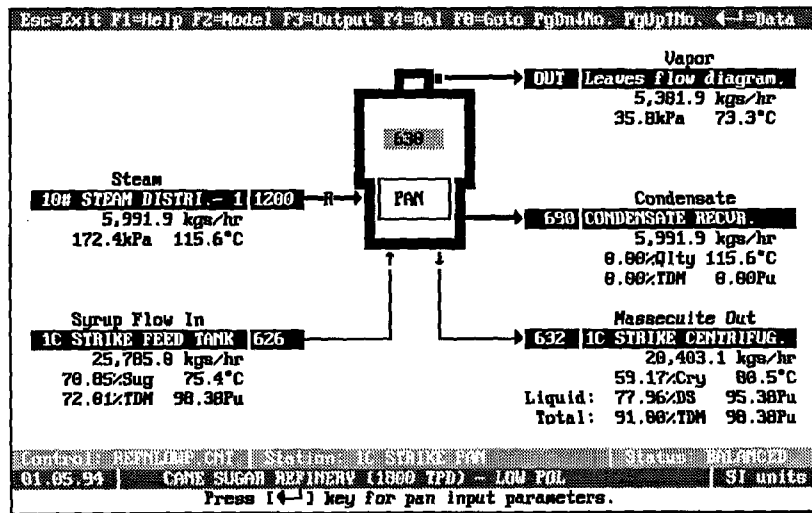 Esc=Exit F1=Help F2=Model F3=Output F4=Bal F8=Goto PgDn↓No. PgUp↑No. ◄─┘=Data
Vapor
OUT Leaves flow diagram.
5,381.9 kgs/hr
35.8kPa 73.3°C
630
Steam
10# STEAM DISTRI.- 1 1200
R
PAN
5,991.9 kgs/hr
172.4kPa 115.6°C
Condensate
690 CONDENSATE RECVR.
5,991.9 kgs/hr
0.00%Qlty 115.6°C
0.00%TDM 0.00Pu
Syrup Flow In
1C STRIKE FEED TANK 626
25,785.0 kgs/hr
70.85%Sug 75.4°C
72.01%TDM 98.38Pu
Massecuite Out
632 1C STRIKE CENTRIFUG.
20,403.1 kgs/hr
59.17%Cry 80.5°C
Liquid: 77.96%DS 95.38Pu
Total: 91.00%TDM 98.38Pu
Control: Station: 1C STRIKE PAN Status: BALANCED
01.05.94 CANE SUGAR REFINERY (1800 TPD) - LOW POL SI units
Press [◄─┘] key for pan input parameters.